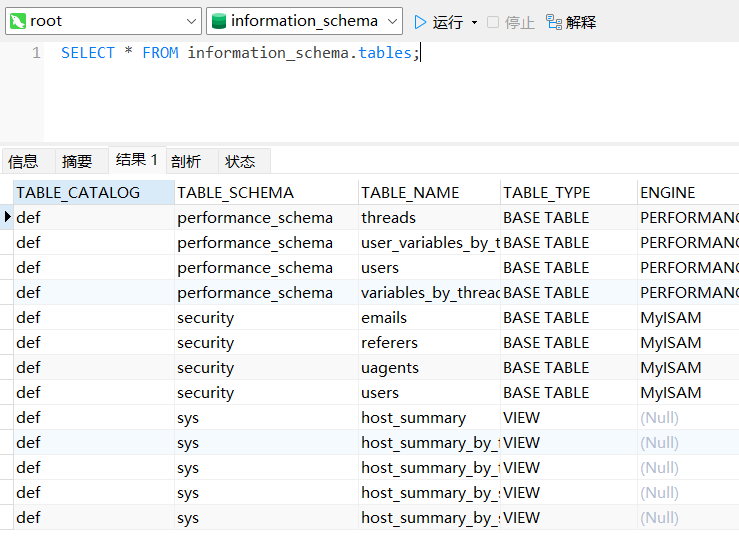 root information_schema 运行 停止 解释
1 SELECT * FROM information_schema.tables;
信息 摘要 结果 1 剖析 状态
TABLE_CATALOG TABLE_SCHEMA TABLE_NAME TABLE_TYPE ENGINE
def performance_schema threads BASE TABLE PERFORMANC
def performance_schema user_variables_by_t BASE TABLE PERFORMANC
def performance_schema users BASE TABLE PERFORMANC
def performance_schema variables_by_thread BASE TABLE PERFORMANC
def security emails BASE TABLE MyISAM
def security referers BASE TABLE MyISAM
def security uagents BASE TABLE MyISAM
def security users BASE TABLE MyISAM
def sys host_summary VIEW (Null)
def sys host_summary_by_f VIEW (Null)
def sys host_summary_by_f VIEW (Null)
def sys host_summary_by_s VIEW (Null)
def sys host_summary_by_s VIEW (Null)